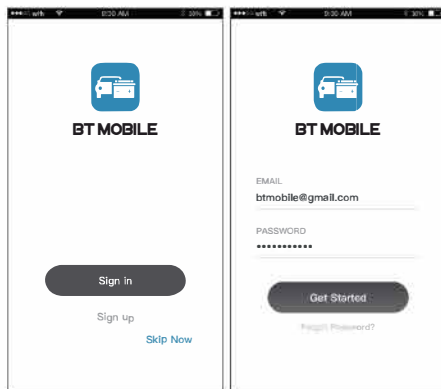 9:30 AM
BT MOBILE
Sign in
Sign up
Skip Now
9:30 AM
BT MOBILE
EMAIL
btmobile@gmail.com
PASSWORD
•••••••••••
Get Started
Forgot Password?